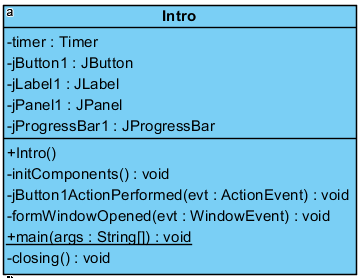 a
Intro
-timer : Timer
-jButton1 : JButton
-jLabel1 : JLabel
-jPanel1 : JPanel
-jProgressBar1 : JProgressBar
+Intro()
-initComponents() : void
-jButton1ActionPerformed(evt : ActionEvent) : void
-formWindowOpened(evt : WindowEvent) : void
+main(args : String[]) : void
-closing() : void